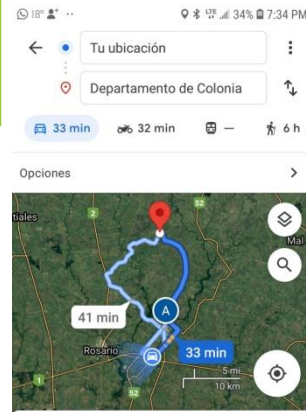 18° ·· LTE 34% 7:34 PM
Tu ubicación
Departamento de Colonia
33 min 32 min — 6 h
Opciones
52
2
tiales
Mal
A
41 min
Rosario
33 min
5 mi
10 km
1
52